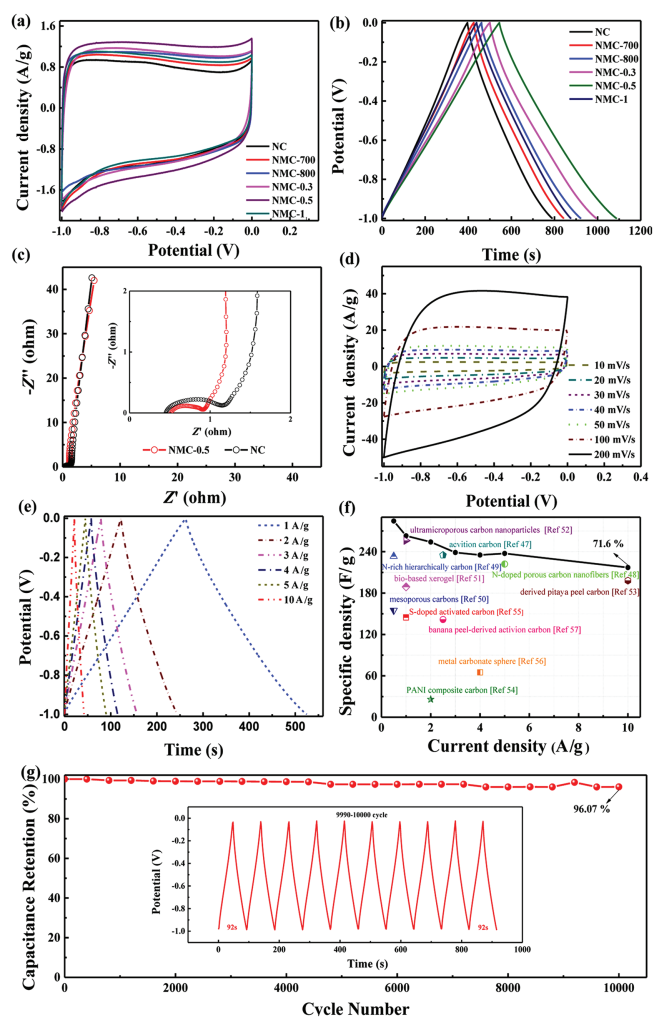 (a)
Current density (A/g)
1.6
0.8
0.0
-0.8
-1.6
-1.0 -0.8 -0.6 -0.4 -0.2 0.0 0.2
Potential (V)
NC
NMC-700
NMC-800
NMC-0.3
NMC-0.5
NMC-1
(b)
Potential (V)
0.0
-0.2
-0.4
-0.6
-0.8
-1.0
0 200 400 600 800 1000 1200
Time (s)
NC
NMC-700
NMC-800
NMC-0.3
NMC-0.5
NMC-1
(c)
-Z'' (ohm)
40
30
20
10
0
0 10 20 30 40 50
Z' (ohm)
-Z'' (ohm)
2
1
0
0 1 2
Z' (ohm)
NMC-0.5 NC
(d)
Current density (A/g)
40
20
0
-20
-40
-1.0 -0.8 -0.6 -0.4 -0.2 0.0
Potential (V)
10 mV/s
20 mV/s
30 mV/s
40 mV/s
50 mV/s
100 mV/s
200 mV/s
(e)
Potential (V)
0.0
-0.2
-0.4
-0.6
-0.8
-1.0
0 100 200 300 400 500
Time (s)
1 A/g
2 A/g
3 A/g
4 A/g
5 A/g
10 A/g
(f)
Specific density (F/g)
300
240
180
120
60
0
0 2 4 6 8 10
Current density (A/g)
ultramicroporous carbon nanoparticles [Ref 52]
71.6 %
acvition carbon [Ref 47]
N-rich hierarchically carbon [Ref 49]
N-doped porous carbon nanofibers [Ref 48]
bio-based xerogel [Ref 51]
derived pitaya peel carbon [Ref 53]
mesoporous carbon [Ref 50]
S-doped activated carbon [Ref 55]
banana peel-derived activion carbon [Ref 57]
metal carbonate sphere [Ref 56]
PANI composite carbon [Ref 54]
(g)
Capacitance Retention (%)
100
80
60
40
20
0
0 2000 4000 6000 8000 10000
Cycle Number
96.07 %
9990-10000 cycle
Potential (V)
0.0
-0.2
-0.4
-0.6
-0.8
-1.0
92s 92s
0 200 400 600 800 1000
Time (s)